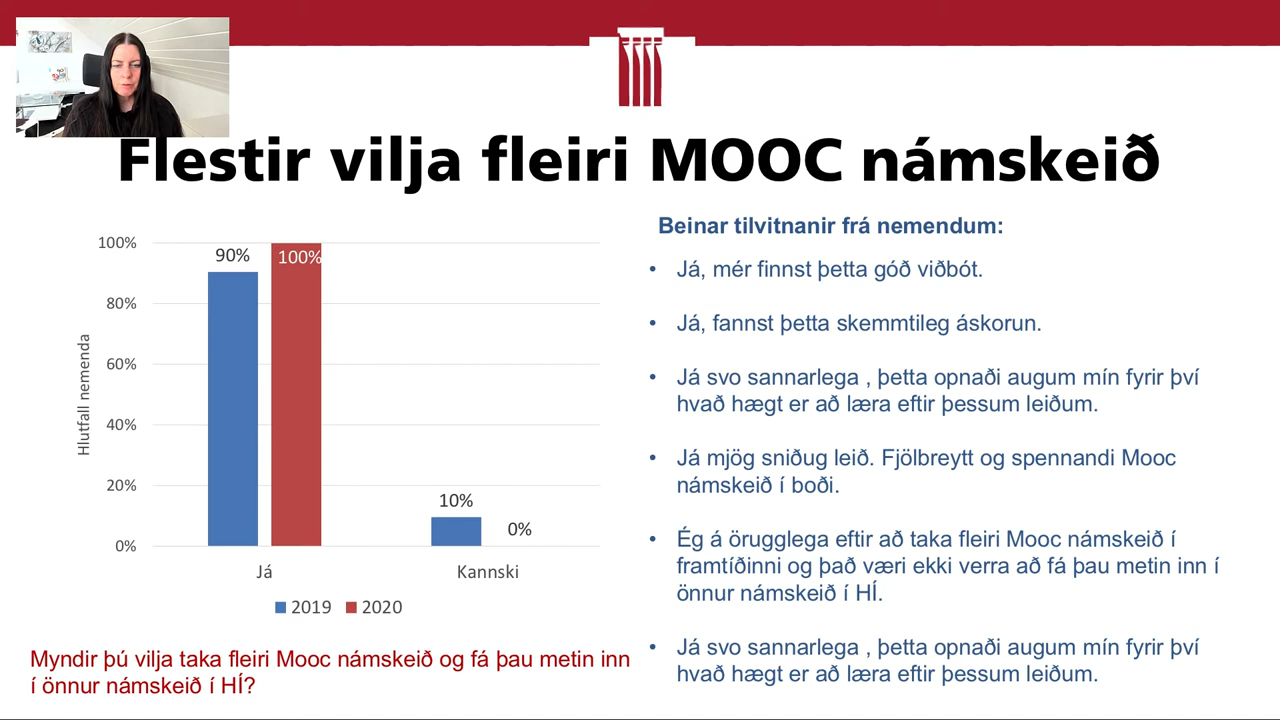 Flestir vilja fleiri MOOC námskeið
100%
80%
60%
40%
20%
0%
Hlutfall nemenda
90%
100%
10%
0%
Já
Kannski
2019
2020
Myndir þú vilja taka fleiri Mooc námskeið og fá þau metin inn
í önnur námskeið í HÍ?
Beinar tilvitnanir frá nemendum:
• Já, mér finnst þetta góð viðbót.
• Já, fannst þetta skemmtileg áskorun.
• Já svo sannarlega , þetta opnaði augum mín fyrir því
hvað hægt er að læra eftir þessum leiðum.
• Já mjög sniðug leið. Fjölbreytt og spennandi Mooc
námskeið í boði.
• Ég á örugglega eftir að taka fleiri Mooc námskeið í
framtíðinni og það væri ekki verra að fá þau metin inn í
önnur námskeið í HÍ.
• Já svo sannarlega , þetta opnaði augum mín fyrir því
hvað hægt er að læra eftir þessum leiðum.